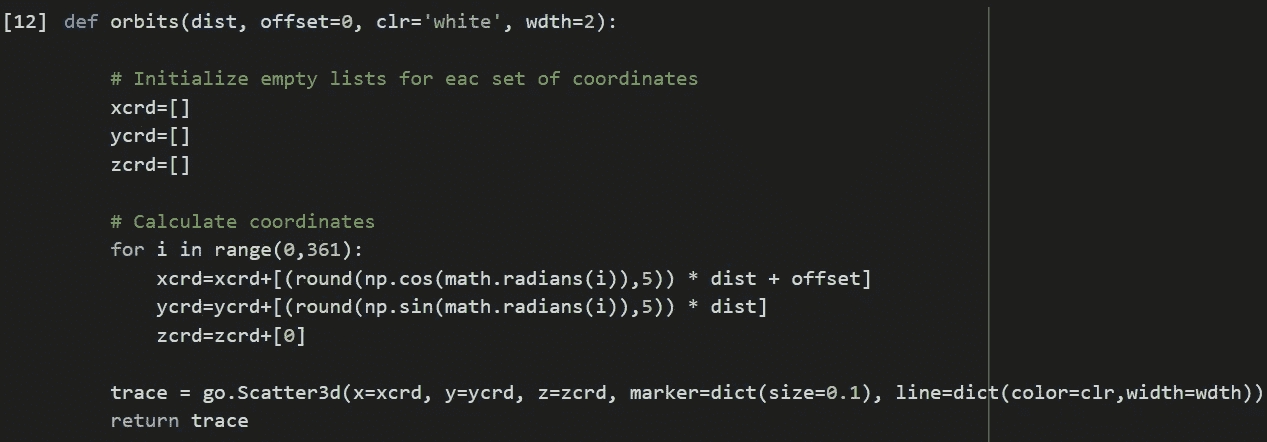 [12] def orbits(dist, offset=0, clr='white', wdth=2):
# Initialize empty lists for eac set of coordinates
xcrd=[]
ycrd=[]
zcrd=[]
# Calculate coordinates
for i in range(0,361):
xcrd=xcrd+[(round(np.cos(math.radians(i)),5)) * dist + offset]
ycrd=ycrd+[(round(np.sin(math.radians(i)),5)) * dist]
zcrd=zcrd+[0]
trace = go.Scatter3d(x=xcrd, y=ycrd, z=zcrd, marker=dict(size=0.1), line=dict(color=clr,width=wdth))
return trace